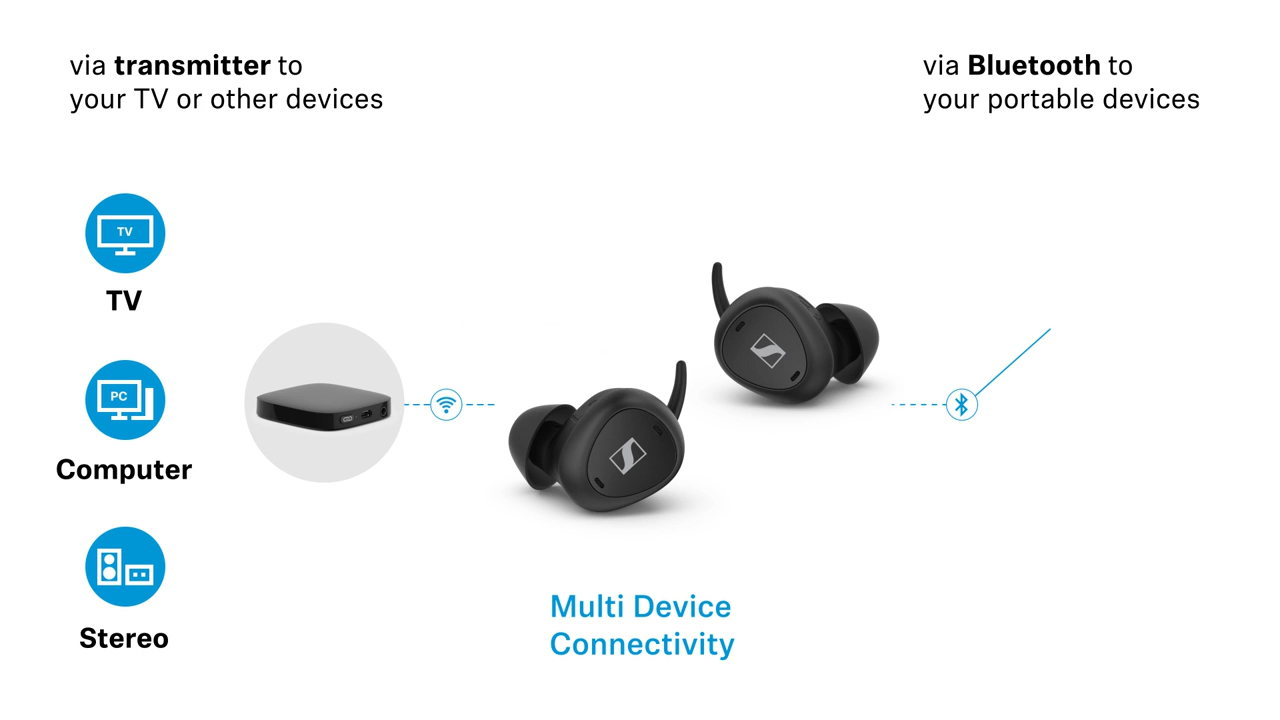 via transmitter to
your TV or other devices
via Bluetooth to
your portable devices
TV
TV
PC
Computer
Stereo
Multi Device
Connectivity